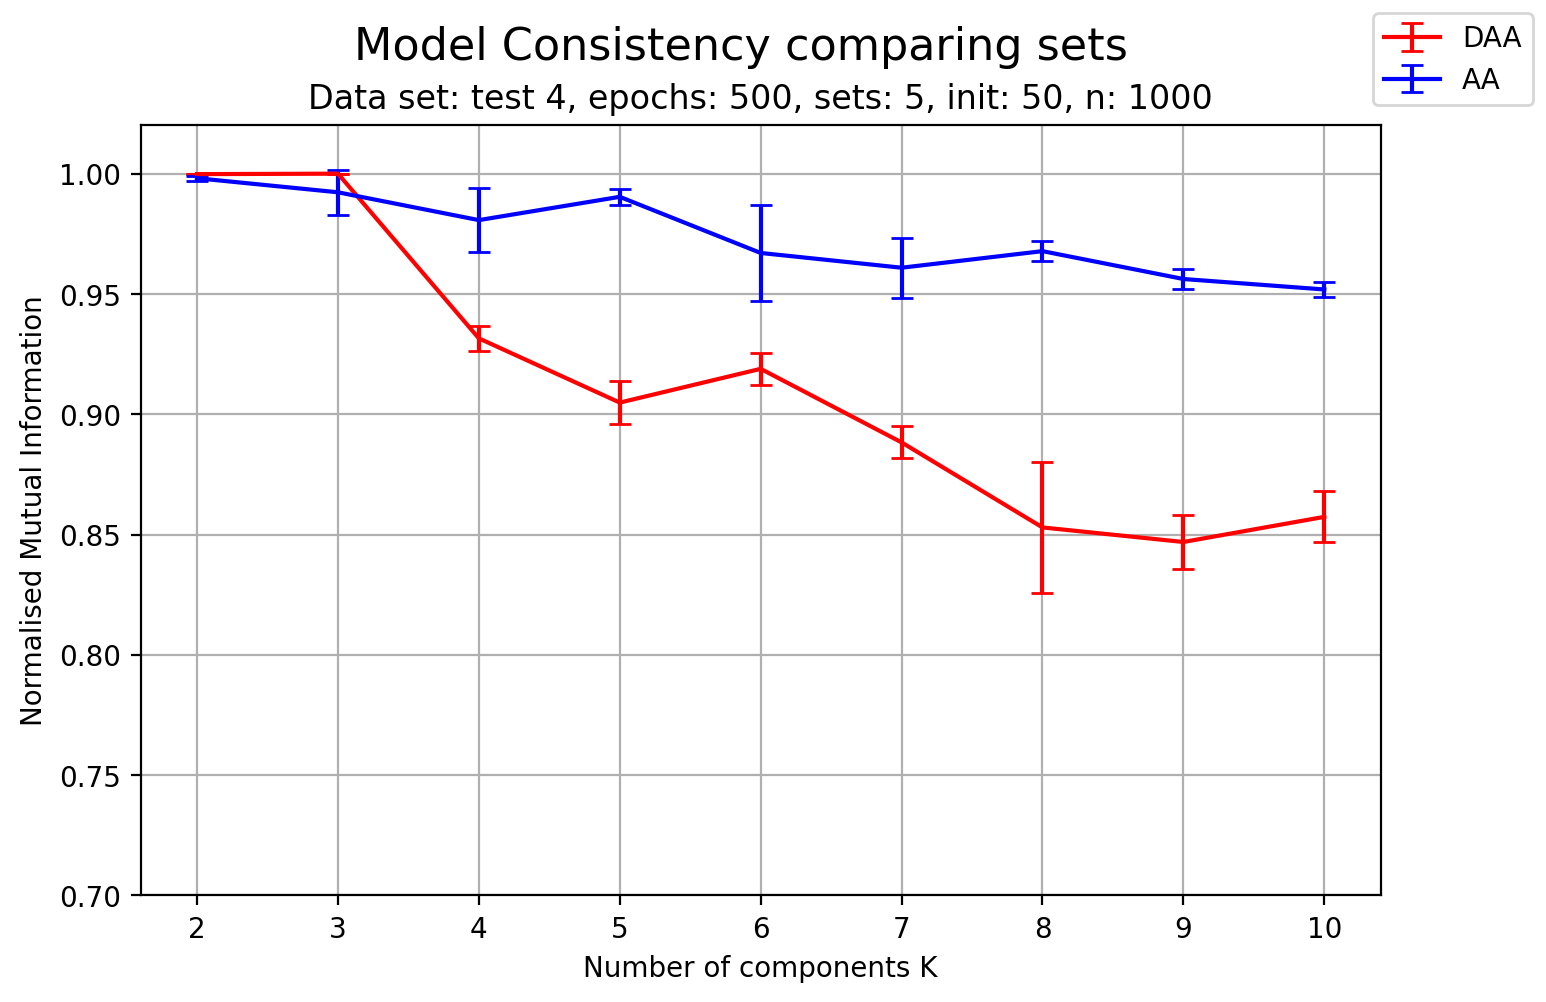 Model Consistency comparing sets
Data set: test 4, epochs: 500, sets: 5, init: 50, n: 1000
DAA
AA
Normalised Mutual Information
1.00
0.95
0.90
0.85
0.80
0.75
0.70
2 3 4 5 6 7 8 9 10
Number of components K